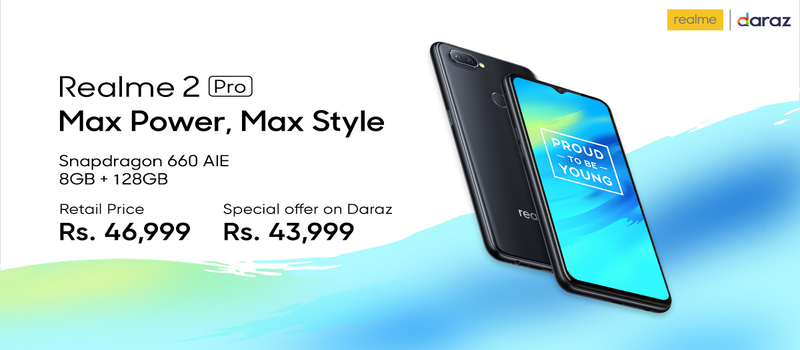 realme | daraz
Realme 2 Pro
Max Power, Max Style
Snapdragon 660 AIE
8GB + 128GB
Retail Price
Rs. 46,999
Special offer on Daraz
Rs. 43,999
PROUD
TO BE
YOUNG